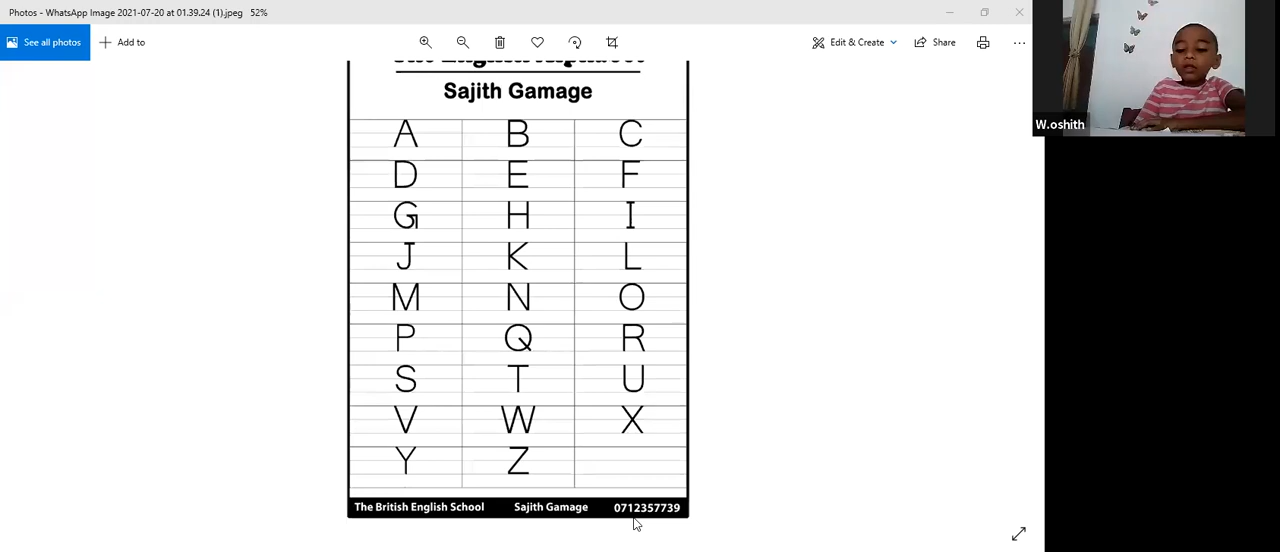 Photos - WhatsApp Image 2021-07-20 at 01.39.24 (1).jpeg 52%
See all photos Add to Edit & Create Share
W.oshith
Sajith Gamage
A B C
D E F
G H I
J K L
M N O
P Q R
S T U
V W X
Y Z
The British English School Sajith Gamage 0712357739